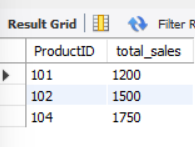 Result Grid Filter R
ProductID total_sales
101 1200
102 1500
104 1750